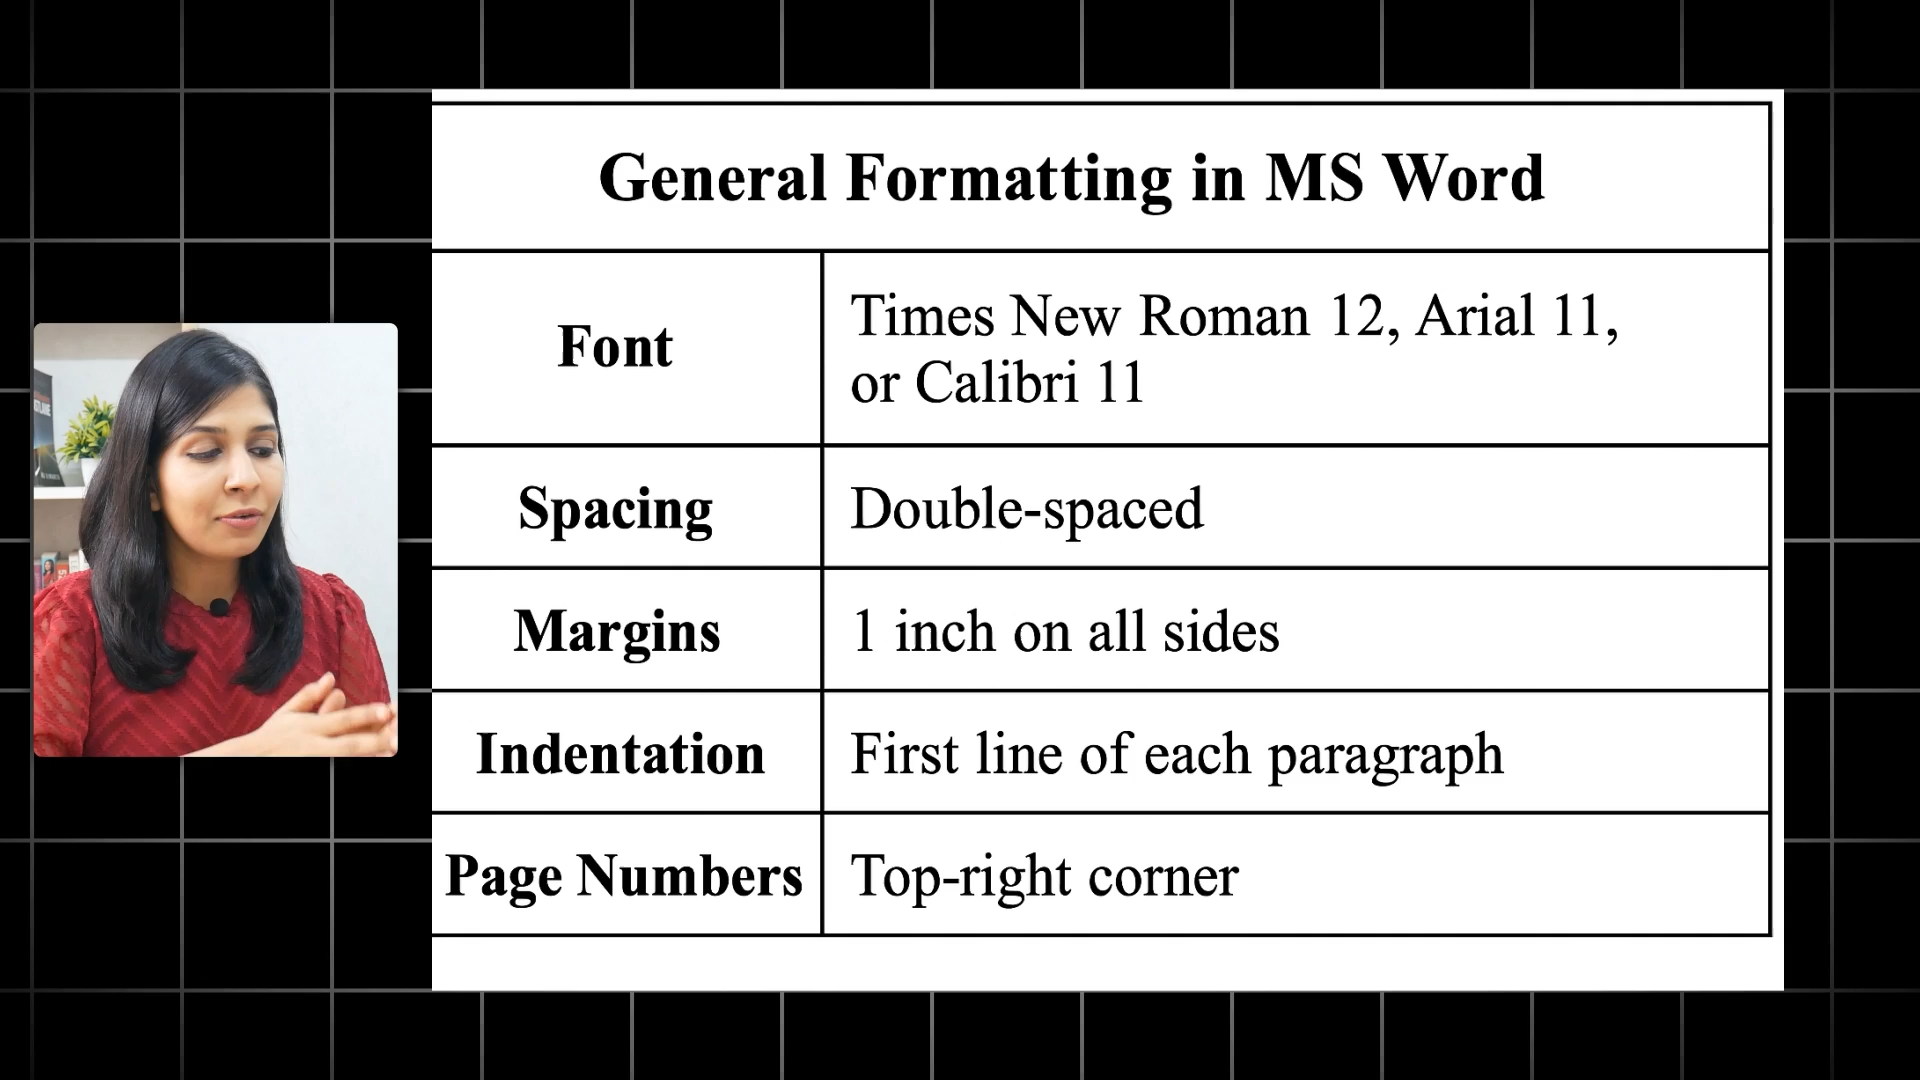 General Formatting in MS Word
Font
Times New Roman 12, Arial 11,
or Calibri 11
Spacing
Double-spaced
Margins
1 inch on all sides
Indentation
First line of each paragraph
Page Numbers
Top-right corner